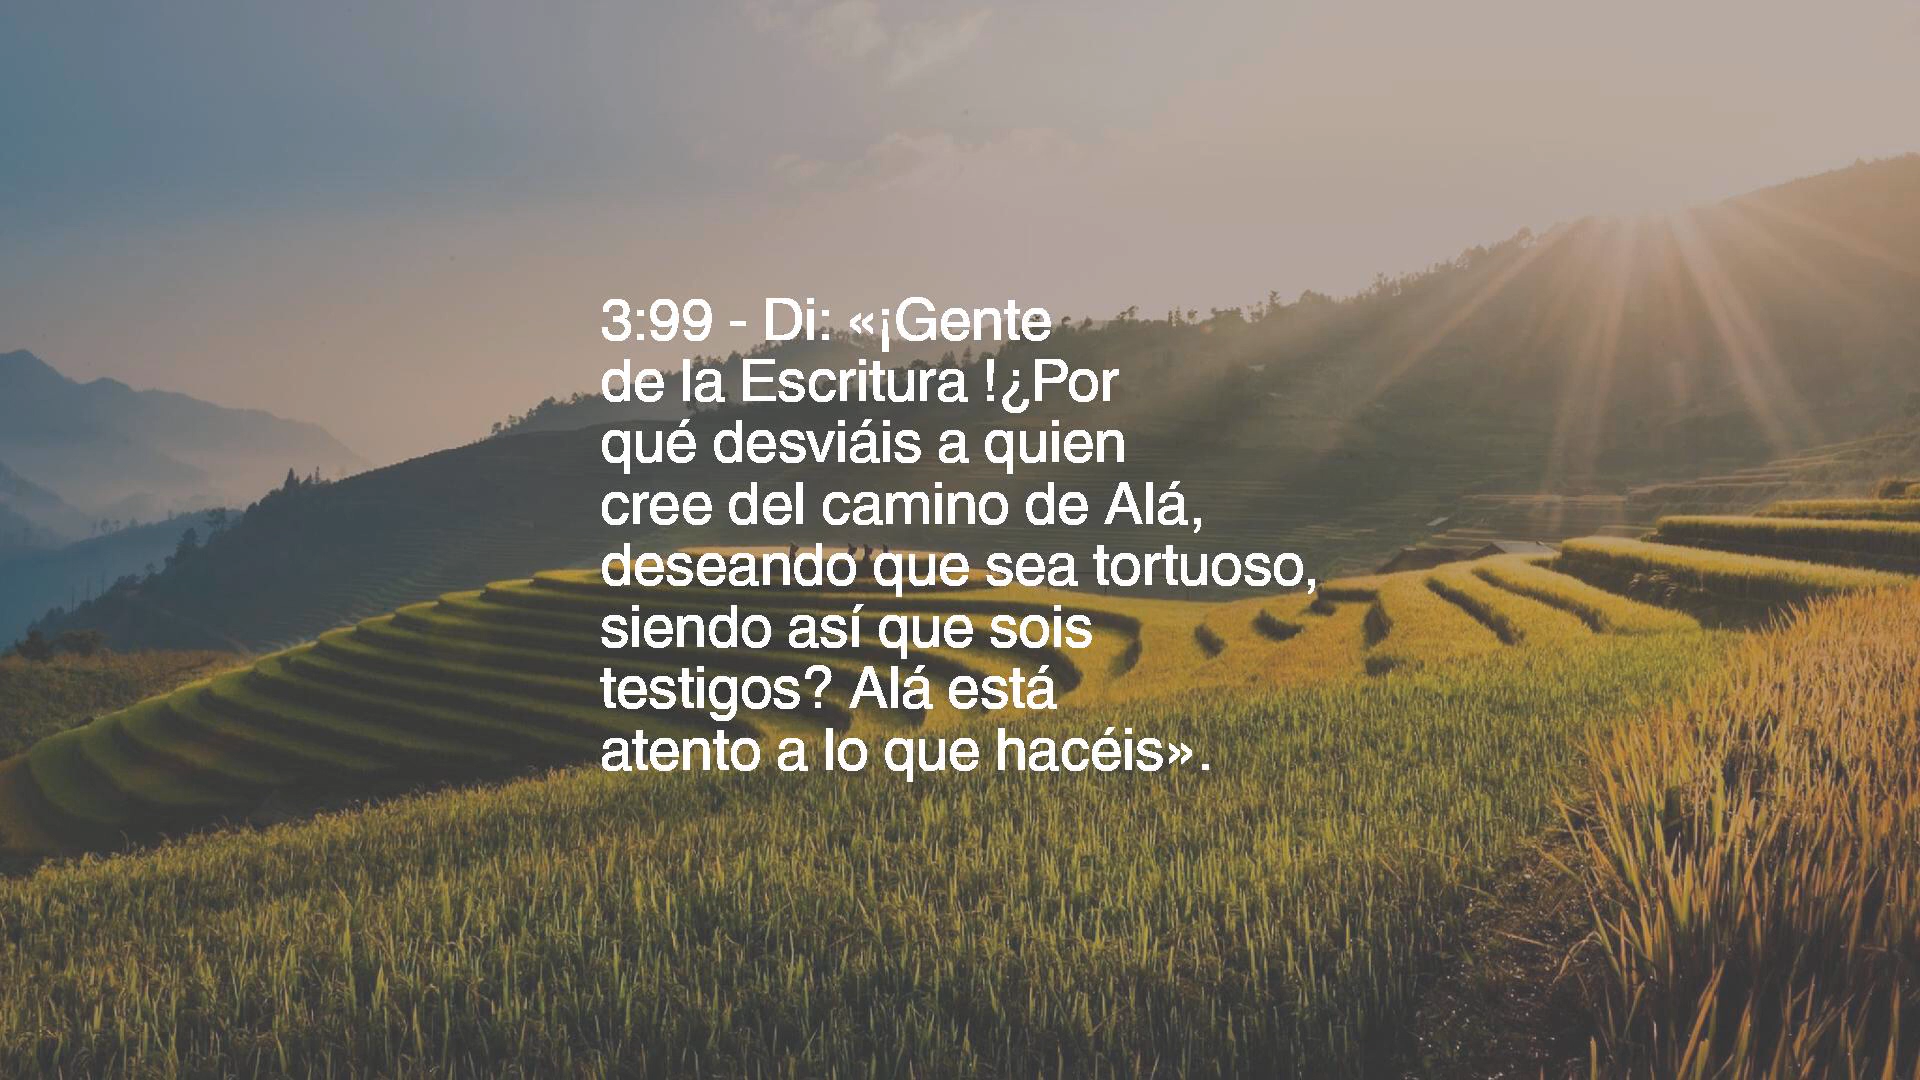 3:99 - Di: «¡Gente
de la Escritura !¿Por
qué desviáis a quien
cree del camino de Alá,
deseando que sea tortuoso,
siendo así que sois
testigos? Alá está
atento a lo que hacéis».